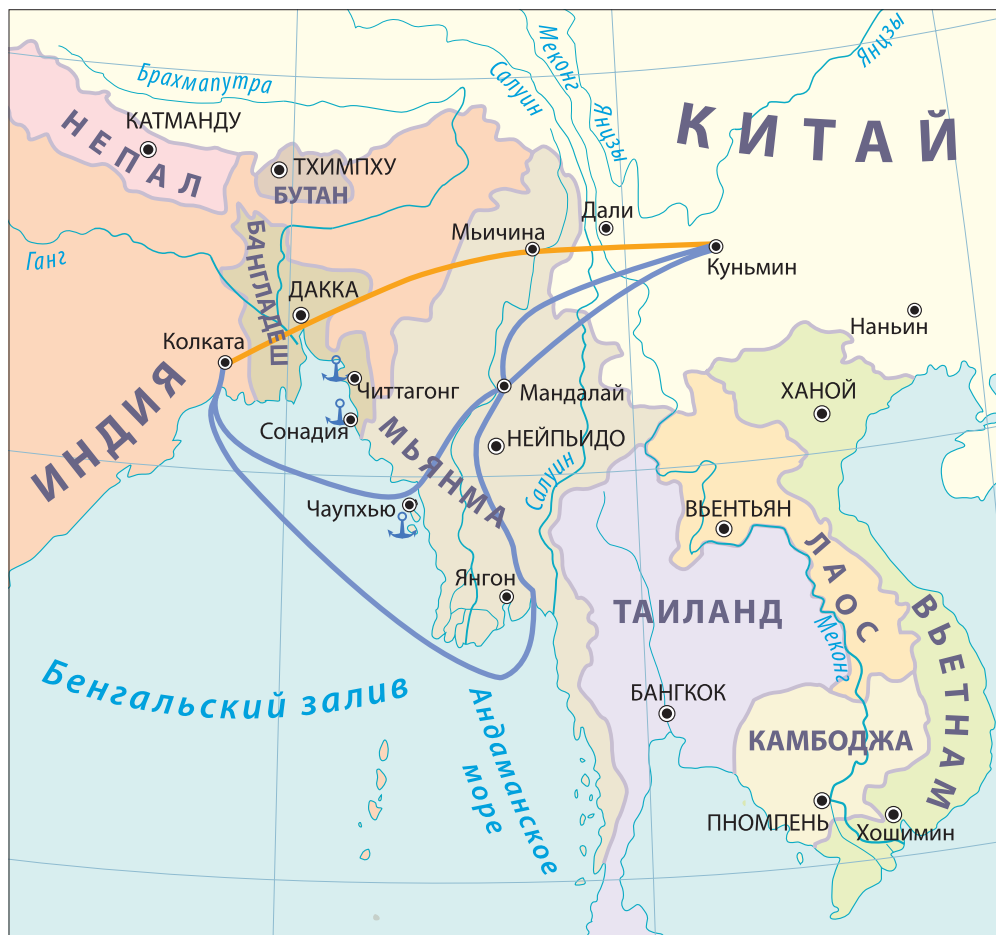 Брахмапутра
Меконг
Салуин
Янцзы
Янизы
КИТАЙ
КАТМАНДУ
НЕПАЛ
ТХИМПХУ
БУТАН
Дали
Мьичина
Куньмин
Ганг
БАНГЛАДЕШ
ДАККА
Наньин
Колката
Читтагонг
Мандалай
ХАНОЙ
ИНДИЯ
Сонадия
МЬЯНМА
НЕЙПЬИДО
Салуин
Чаупхью
ВЬЕНТЬЯН
ЛАОС
Янгон
ТАИЛАНД
Меконг
ВЬЕТНАМ
Бенгальский залив
Андаманское
море
БАНГКОК
КАМБОДЖА
ПНОМПЕНЬ
Хошимин